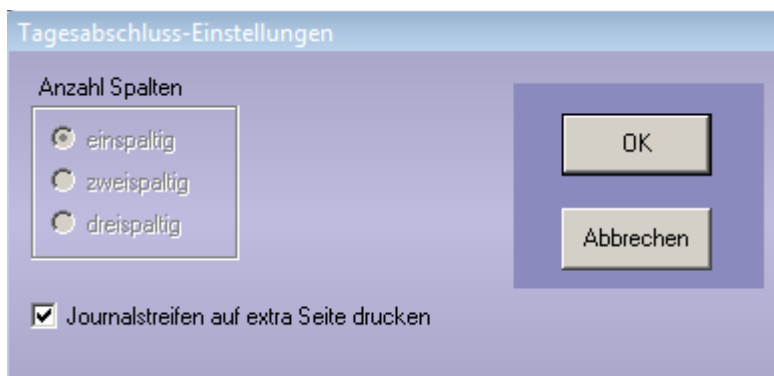 Tagesabschluss-Einstellungen
Anzahl Spalten
einspaltig
zweispaltig
dreispaltig
OK
Abbrechen
Journalstreifen auf extra Seite drucken